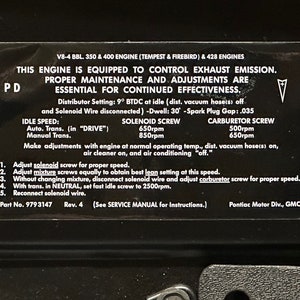 V8-4 BBL. 350 & 400 ENGINE (TEMPEST & FIREBIRD) & 428 ENGINES
THIS ENGINE IS EQUIPPED TO CONTROL EXHAUST EMISSION.
PROPER MAINTENANCE AND ADJUSTMENTS ARE
ESSENTIAL FOR CONTINUED EFFECTIVENESS.
PD
Distributor Setting: 9° BTDC at idle (dist. vacuum hose(s) off
and Solenoid Wire disconnected) -Dwell: 30° -Spark Plug Gap: .035
IDLE SPEED: SOLENOID SCREW CARBURETOR SCREW
Auto. Trans. (in "DRIVE") 650rpm 500rpm
Manual Trans. 850rpm 650rpm
Make adjustments with engine at normal operating temp., dist. vacuum hose(s) on,
air cleaner on, and air conditioning "off."
1. Adjust solenoid screw for proper speed.
2. Adjust mixture screws equally to obtain best lean setting at this speed.
3. Without changing mixture, disconnect solenoid wire and adjust carburetor screw for proper speed.
4. With trans. in NEUTRAL, set fast idle screw to 2500rpm.
5. Reconnect solenoid wire.
Part No. 9793147 Rev. 4 (See SERVICE MANUAL for Instructions.) Pontiac Motor Div., GMC